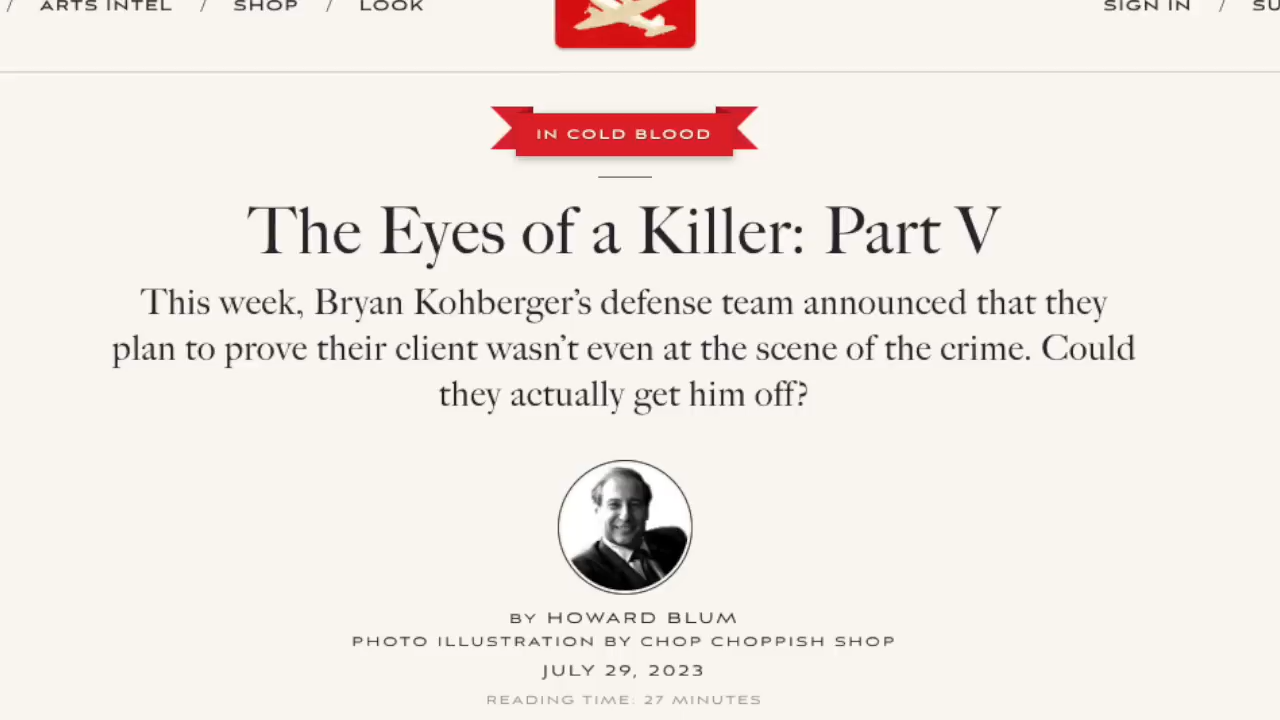 / ARTS INTEL / SHOP / LOOK SIGN IN / SU
IN COLD BLOOD
The Eyes of a Killer: Part V
This week, Bryan Kohberger's defense team announced that they
plan to prove their client wasn't even at the scene of the crime. Could
they actually get him off?
BY HOWARD BLUM
PHOTO ILLUSTRATION BY CHOP CHOPPISH SHOP
JULY 29, 2023
READING TIME: 27 MINUTES